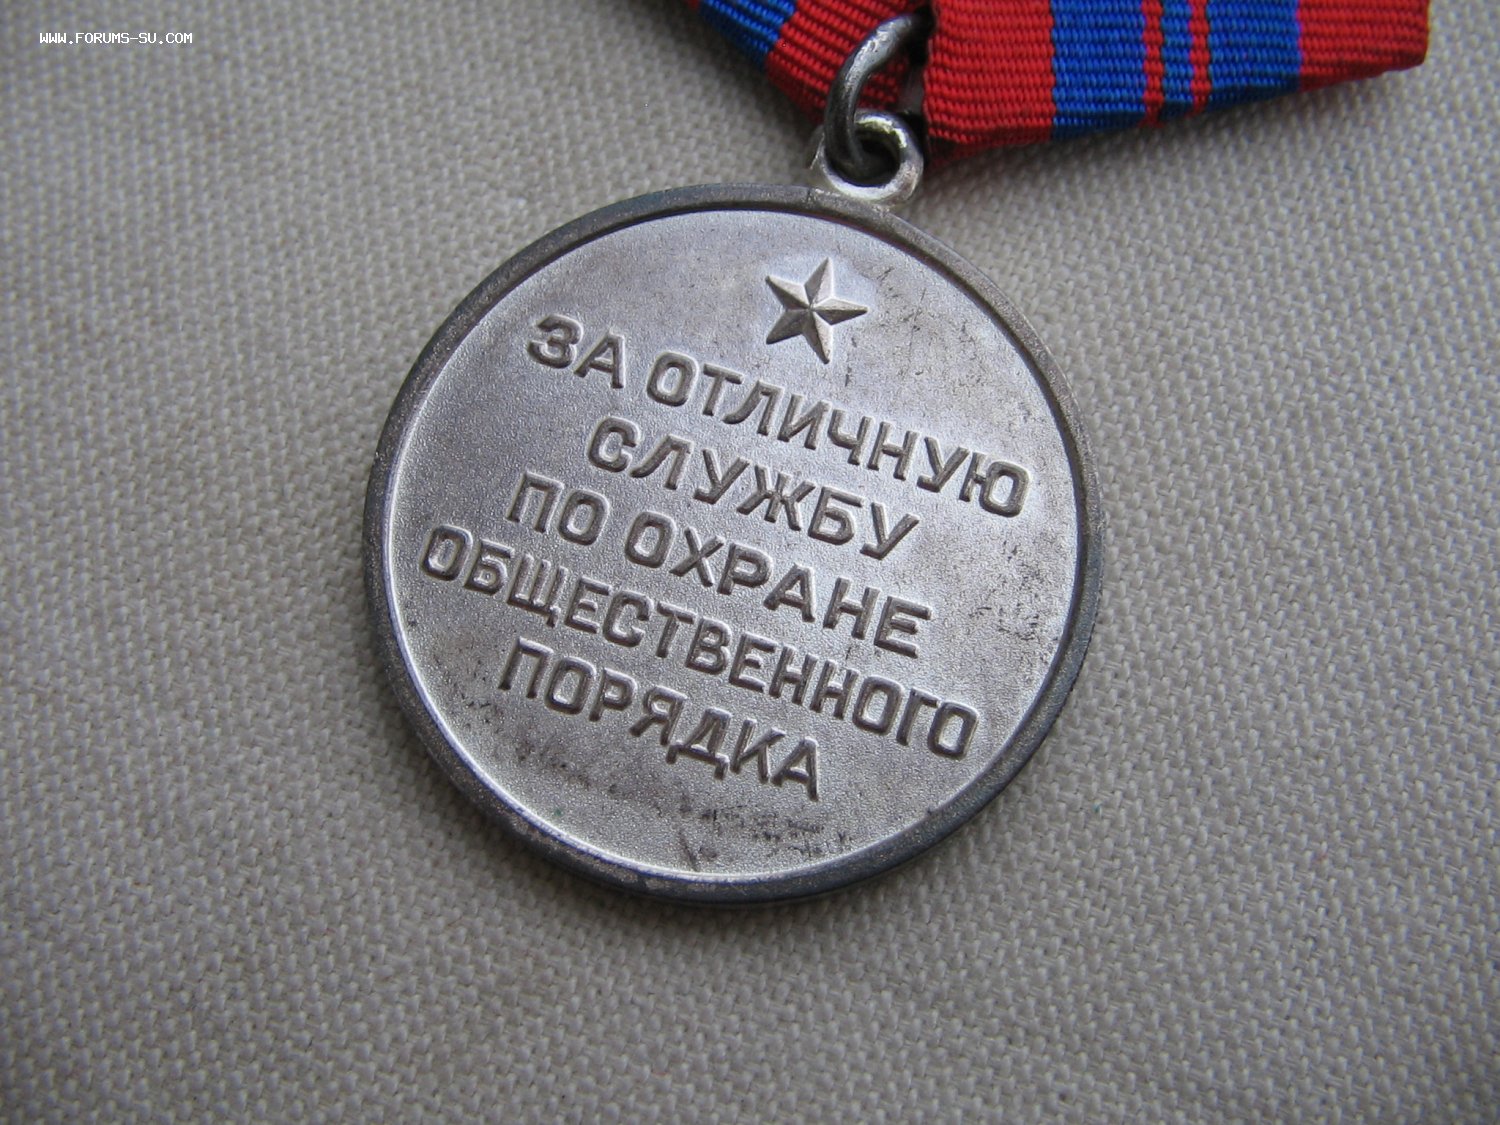 WWW.FORUMS-SU.COM
ЗА ОТЛИЧНУЮ
СЛУЖБУ
ПО ОХРАНЕ
ОБЩЕСТВЕННОГО
ПОРЯДКА